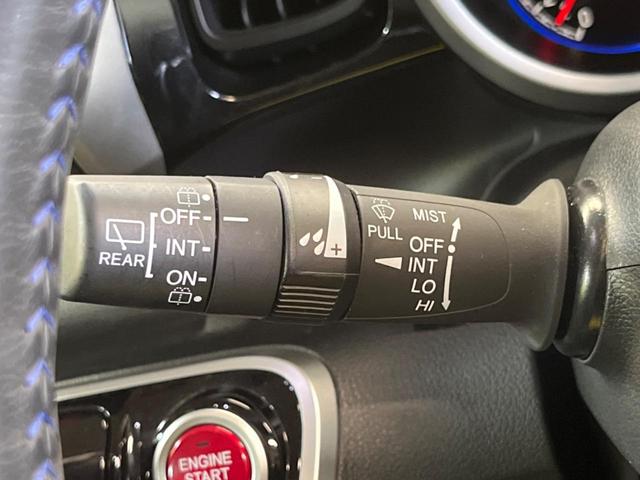 OFF
INT
REAR
ON
+
PULL
MIST
OFF
INT
LO
HI
ENGINE
START